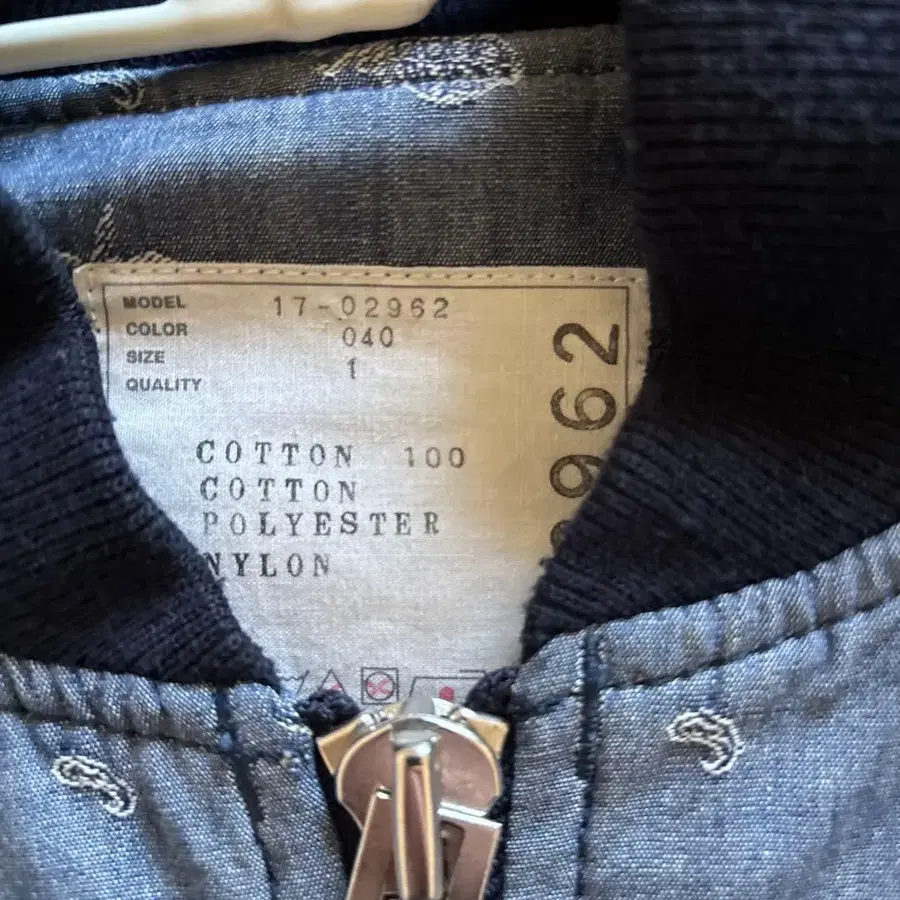 MODEL 17-02962
COLOR 040
SIZE 1
QUALITY
COTTON 100
COTTON
POLYESTER
NYLON
2962